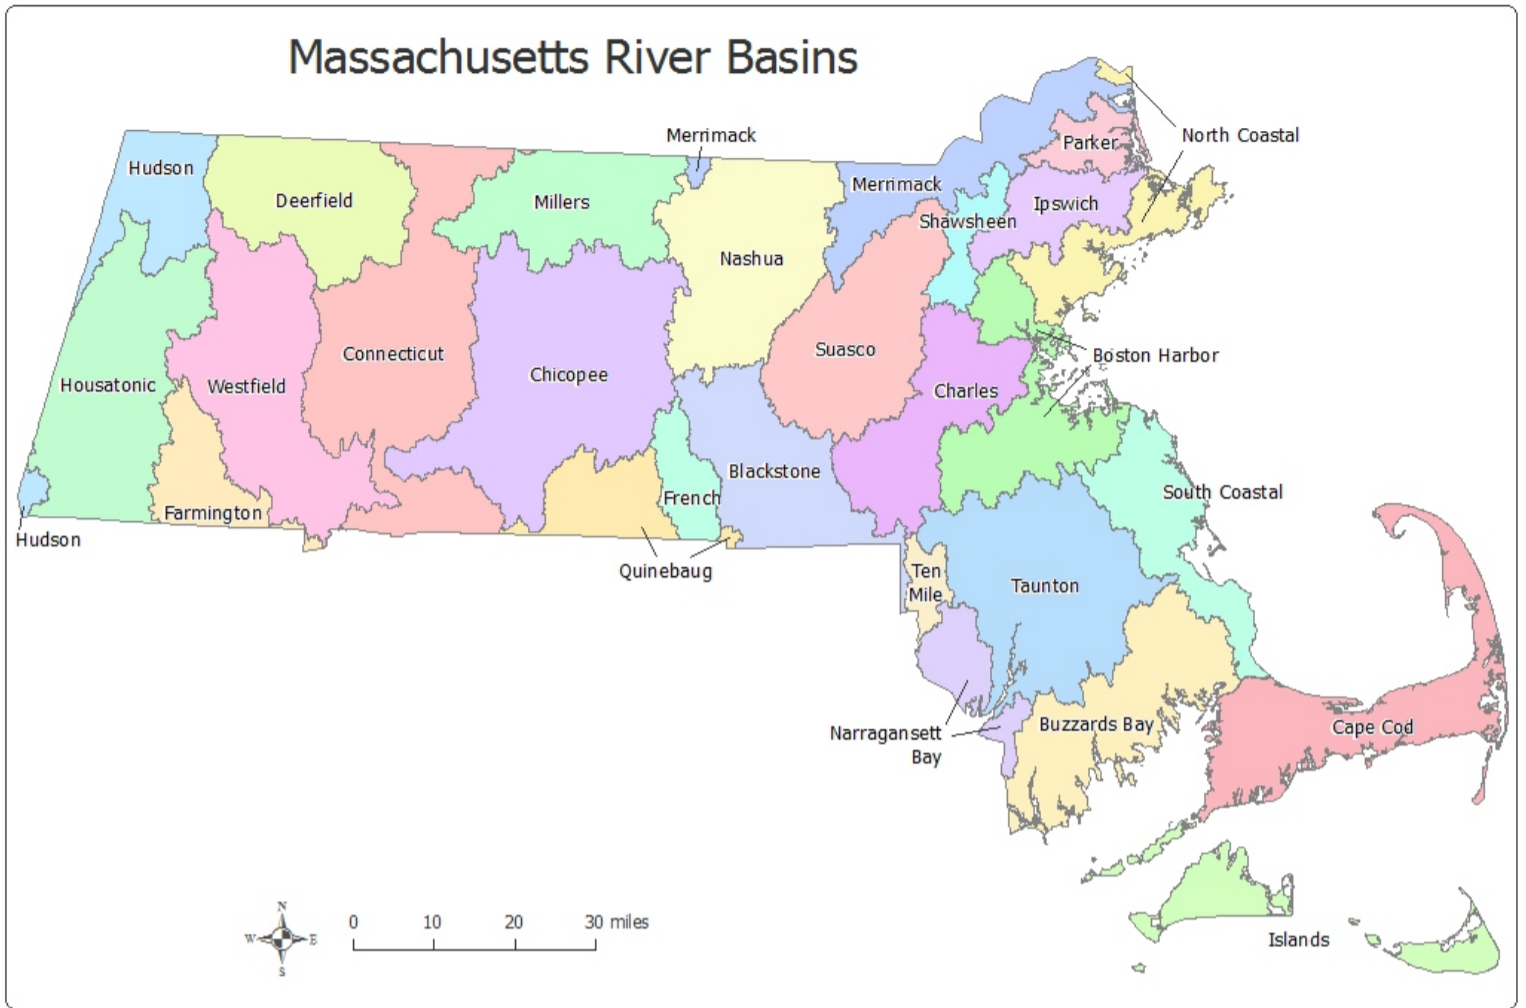 Massachusetts River Basins
Merrimack
North Coastal
Parker
Hudson
Deerfield
Millers
Merrimack
Ipswich
Shawsheen
Nashua
Connecticut
Suasco
Boston Harbor
Housatonic
Westfield
Chicopee
Charles
Blackstone
French
South Coastal
Farmington
Hudson
Quinebaug
Ten
Mile
Taunton
Narragansett
Bay
Buzzards Bay
Cape Cod
N
W
E
S
0 10 20 30 miles
Islands